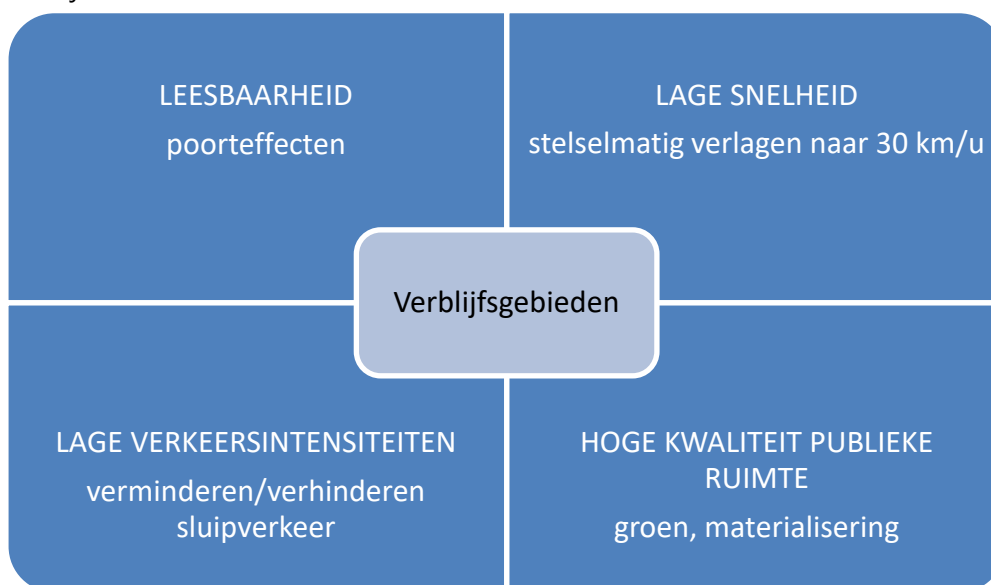 LEESBAARHEID
poorteffecten
LAGE SNELHEID
stelselmatig verlagen naar 30 km/u
Verblijfsgebieden
LAGE VERKEERSINTENSITEITEN
verminderen/verhinderen
sluipverkeer
HOGE KWALITEIT PUBLIEKE
RUIMTE
groen, materialisering